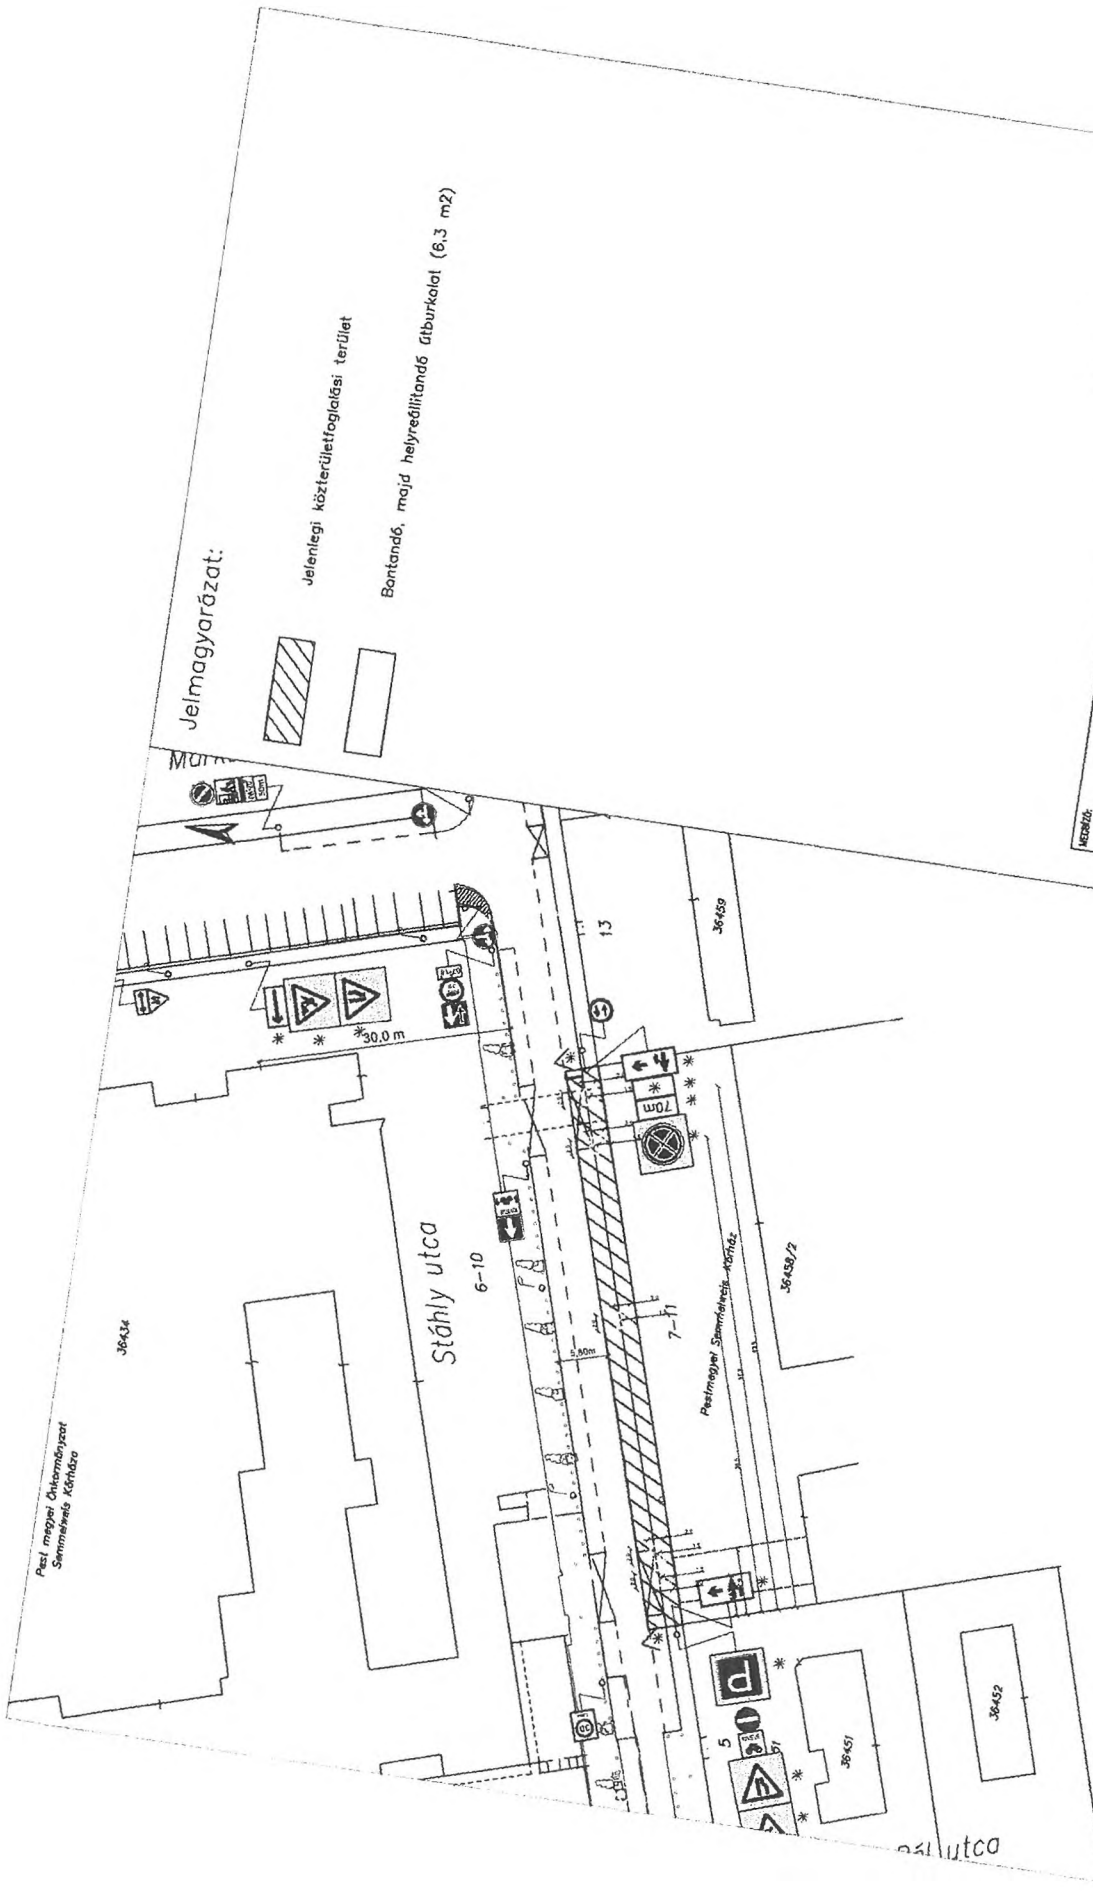 Jelmagyarázat:
Jelenlegi közterületfoglalási terület
Bontandó, majd helyreállitandó útburkolat (6,3 m2)
Pest megyei Önkormányzat
Semmelweis Kórháza
36434
Stáhly utca
6-10
30,0 m
5,80m
70m
13
36459
7-11
Pestmegyei Semmelweis Kórház
36458/2
P
5
30
36451
36452
utca